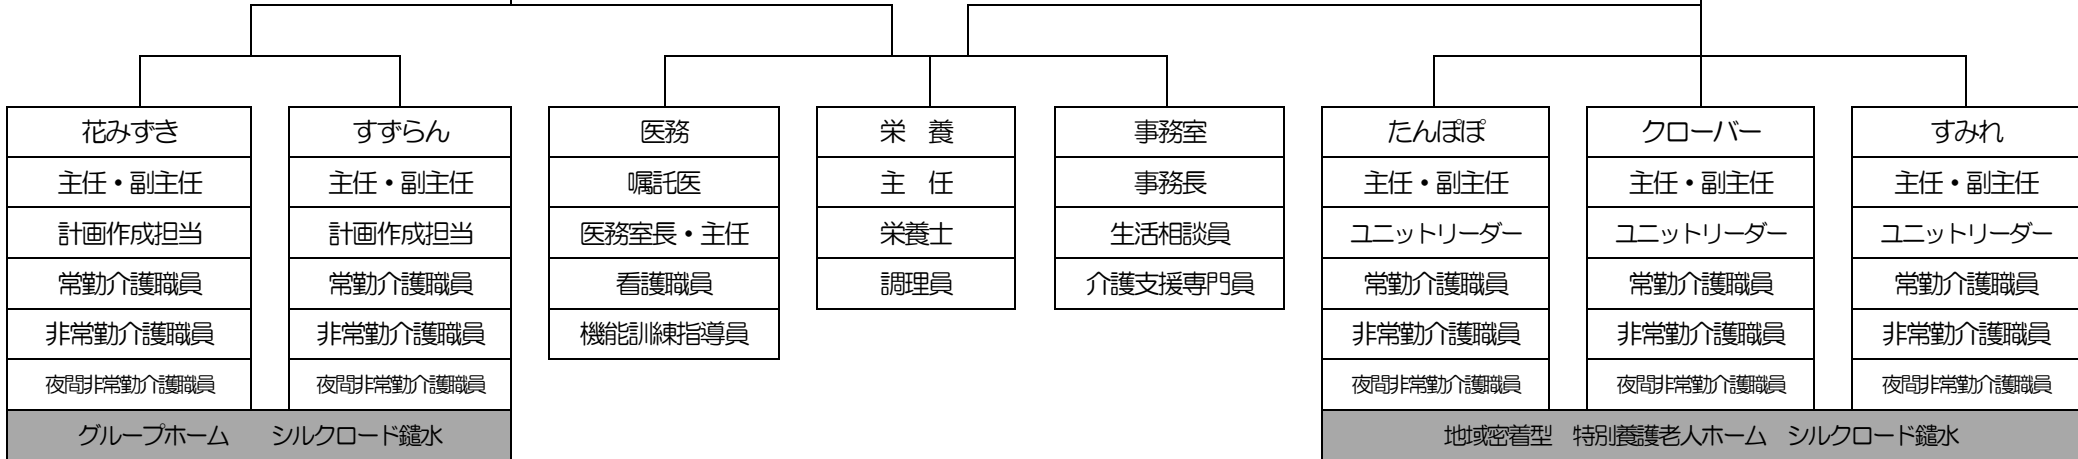 花みずき
主任・副主任
計画作成担当
常勤介護職員
非常勤介護職員
夜間非常勤介護職員
すずらん
主任・副主任
計画作成担当
常勤介護職員
非常勤介護職員
夜間非常勤介護職員
グループホーム　シルクロード鑓水
医務
嘱託医
医務室長・主任
看護職員
機能訓練指導員
栄　養
主　任
栄養士
調理員
事務室
事務長
生活相談員
介護支援専門員
たんぽぽ
主任・副主任
ユニットリーダー
常勤介護職員
非常勤介護職員
夜間非常勤介護職員
クローバー
主任・副主任
ユニットリーダー
常勤介護職員
非常勤介護職員
夜間非常勤介護職員
すみれ
主任・副主任
ユニットリーダー
常勤介護職員
非常勤介護職員
夜間非常勤介護職員
地域密着型　特別養護老人ホーム　シルクロード鑓水